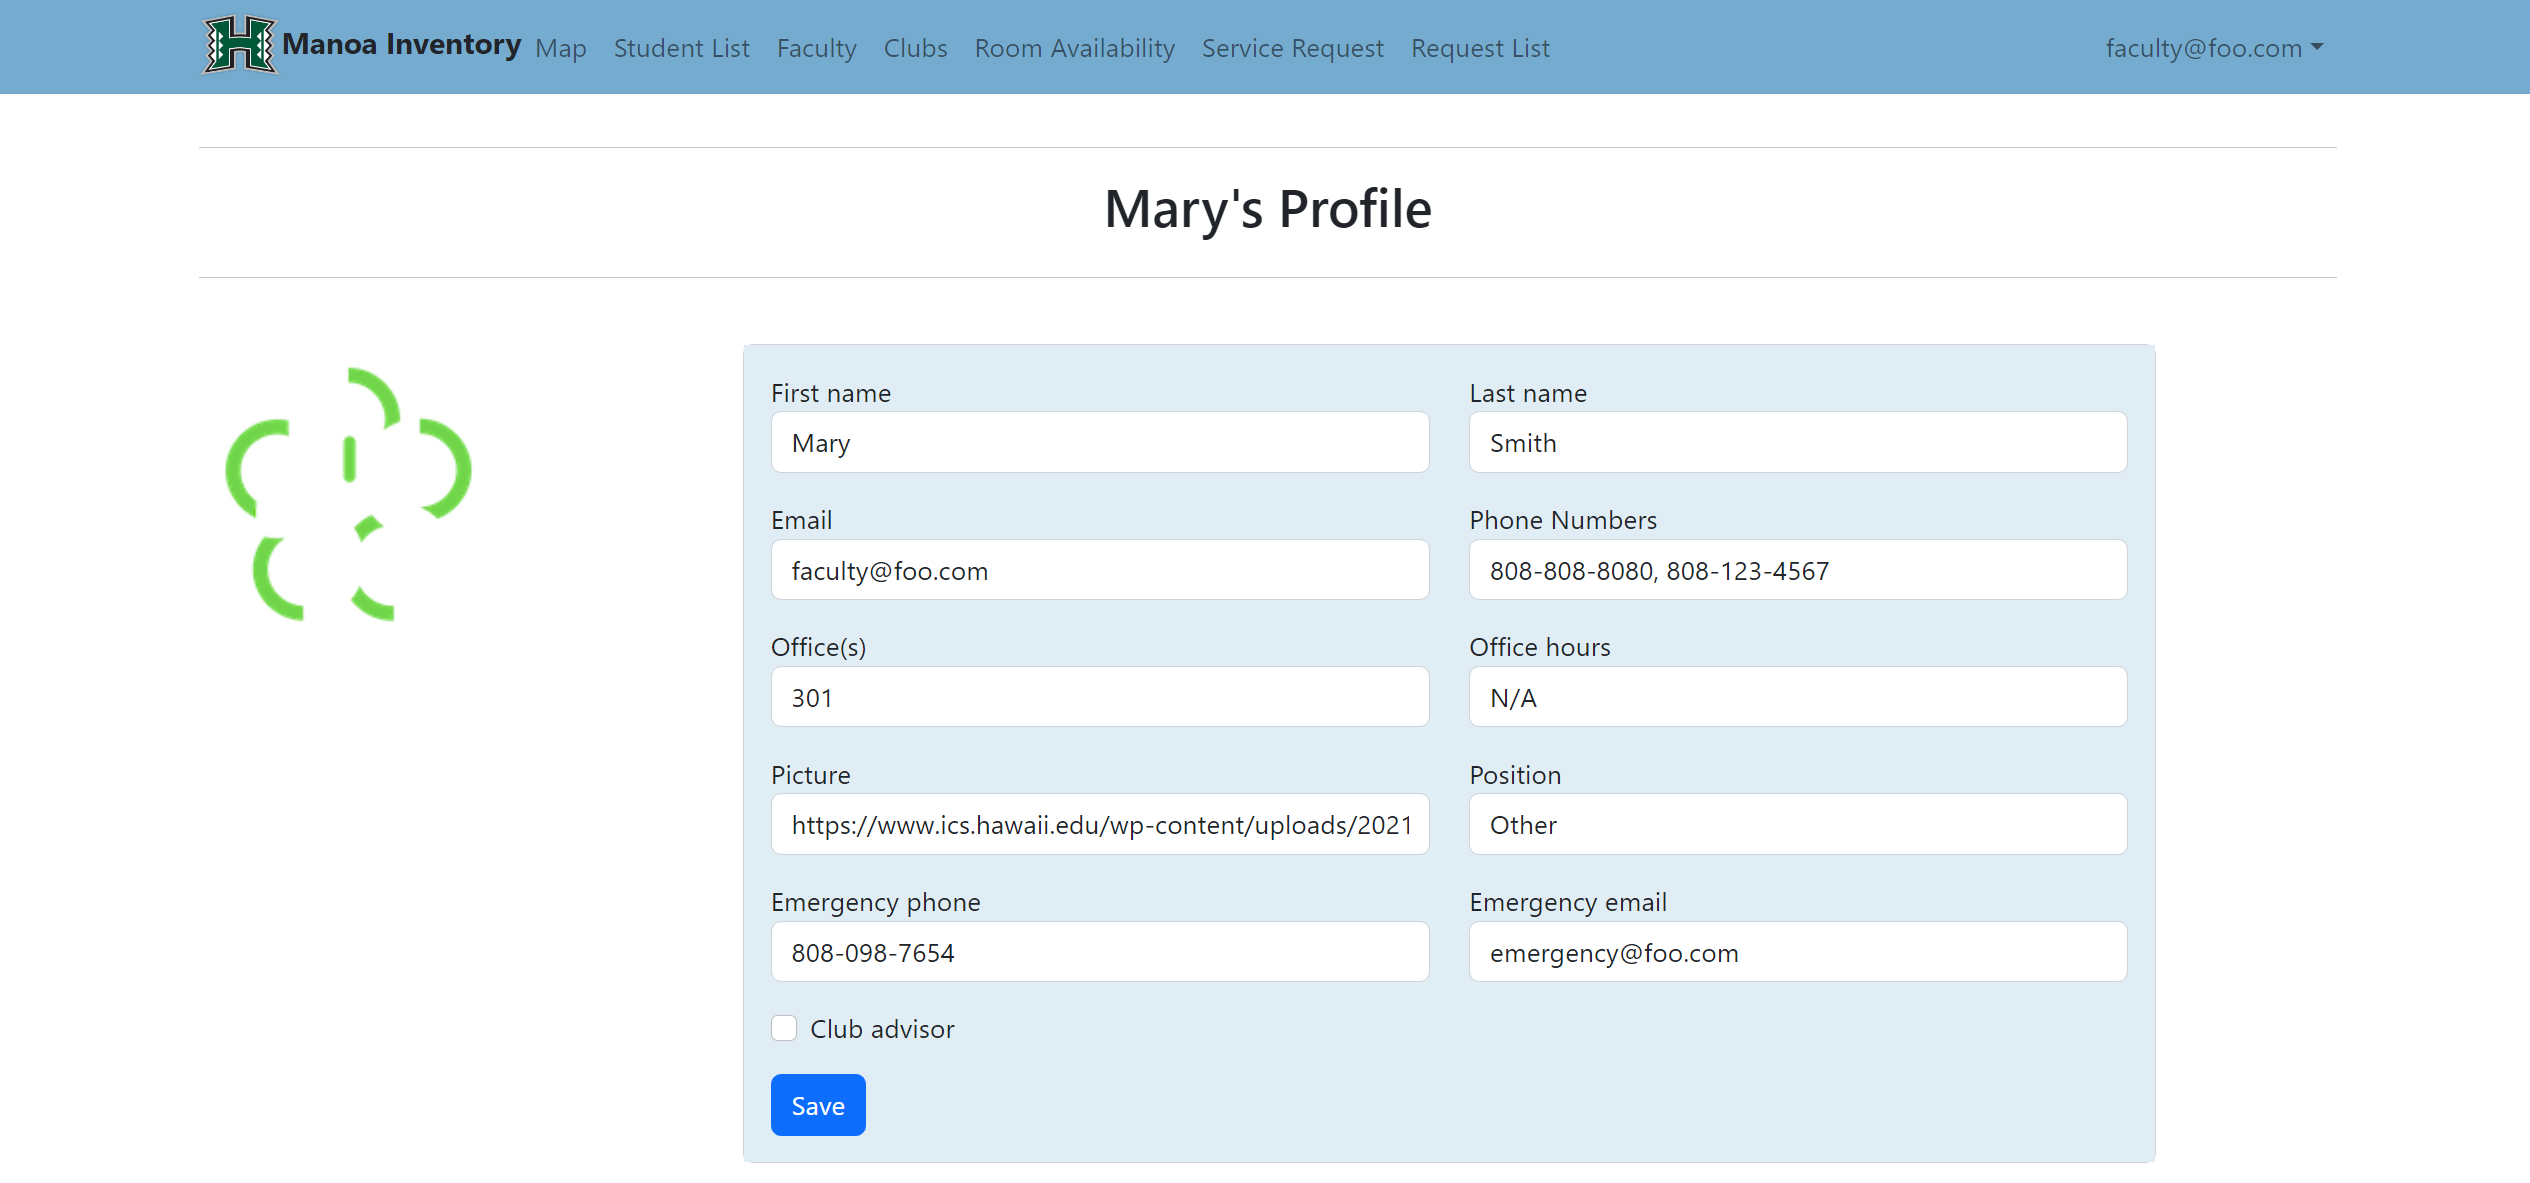 H Manoa Inventory Map Student List Faculty Clubs Room Availability Service Request Request List faculty@foo.com
Mary's Profile
First name Last name
Mary Smith
Email Phone Numbers
faculty@foo.com 808-808-8080, 808-123-4567
Office(s) Office hours
301 N/A
Picture Position
https://www.ics.hawaii.edu/wp-content/uploads/2021 Other
Emergency phone Emergency email
808-098-7654 emergency@foo.com
Club advisor
Save